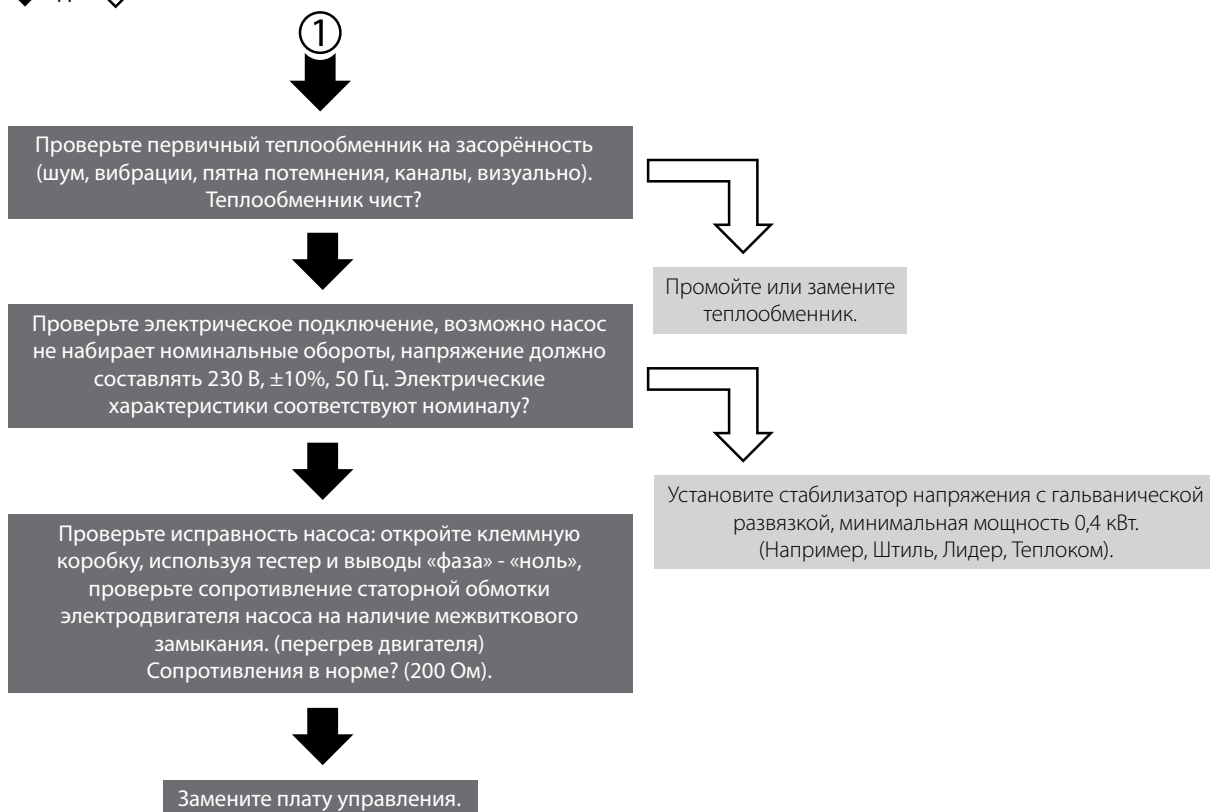 1
Проверьте первичный теплообменник на засорённость
(шум, вибрации, пятна потемнения, каналы, визуально).
Теплообменник чист?
Промойте или замените
теплообменник.
Проверьте электрическое подключение, возможно насос
не набирает номинальные обороты, напряжение должно
составлять 230 В, ±10%, 50 Гц. Электрические
характеристики соответствуют номиналу?
Установите стабилизатор напряжения с гальванической
развязкой, минимальная мощность 0,4 кВт.
(Например, Штиль, Лидер, Теплоком).
Проверьте исправность насоса: откройте клеммную
коробку, используя тестер и выводы «фаза» - «ноль»,
проверьте сопротивление статорной обмотки
электродвигателя насоса на наличие межвиткового
замыкания. (перегрев двигателя)
Сопротивления в норме? (200 Ом).
Замените плату управления.